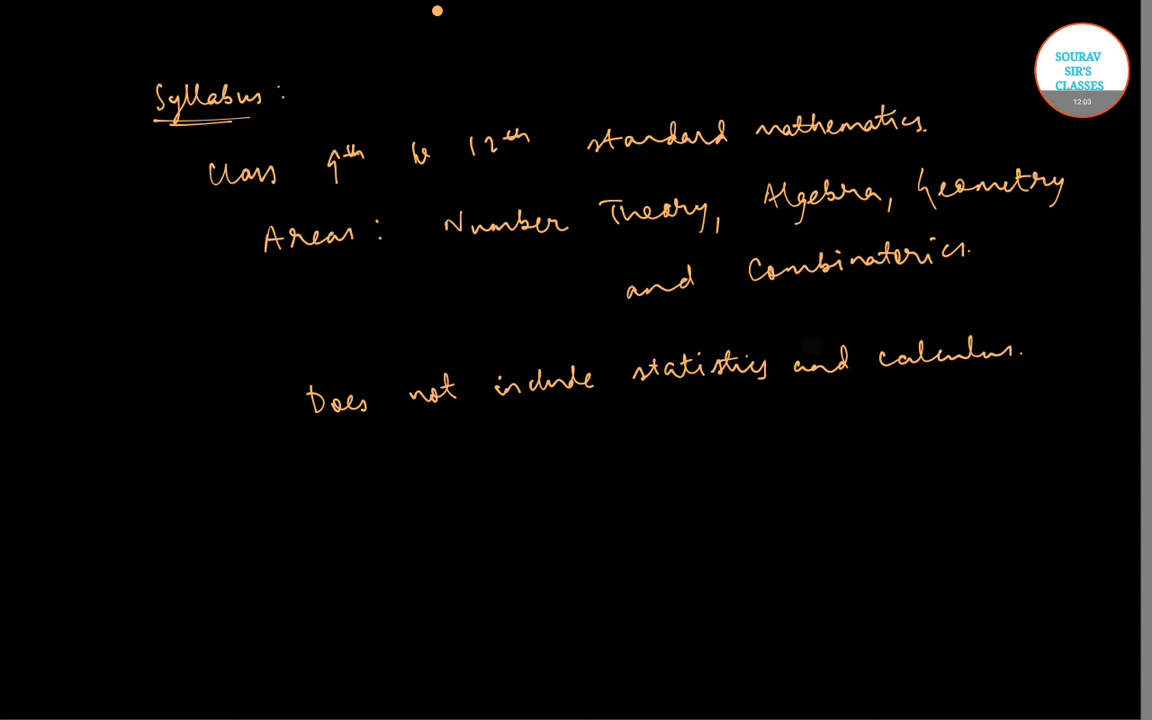 SOURAV
SIR'S
CLASSES
12:03
Syllabus:
Class 9th to 12th standard mathematics.
Areas: Number Theory, Algebra, Geometry
and Combinatorics.
Does not include statistics and calculus.